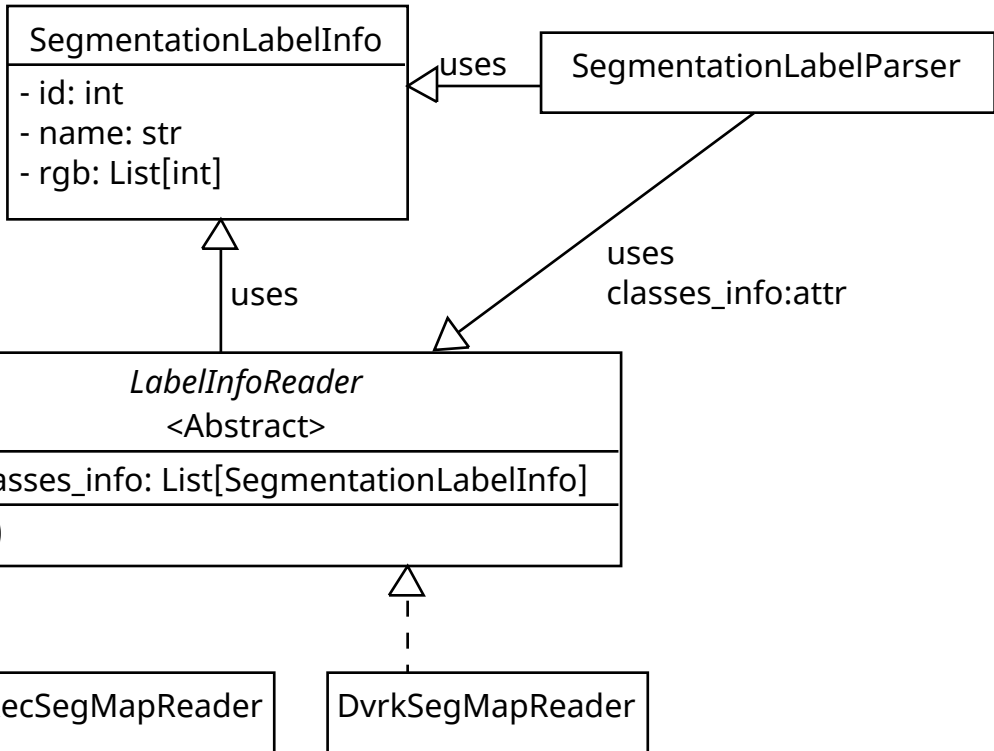 SegmentationLabelInfo
- id: int
- name: str
- rgb: List[int]
uses
SegmentationLabelParser
uses
uses
classes_info:attr
LabelInfoReader
<Abstract>
asses_info: List[SegmentationLabelInfo]
)
ecSegMapReader
DvrkSegMapReader